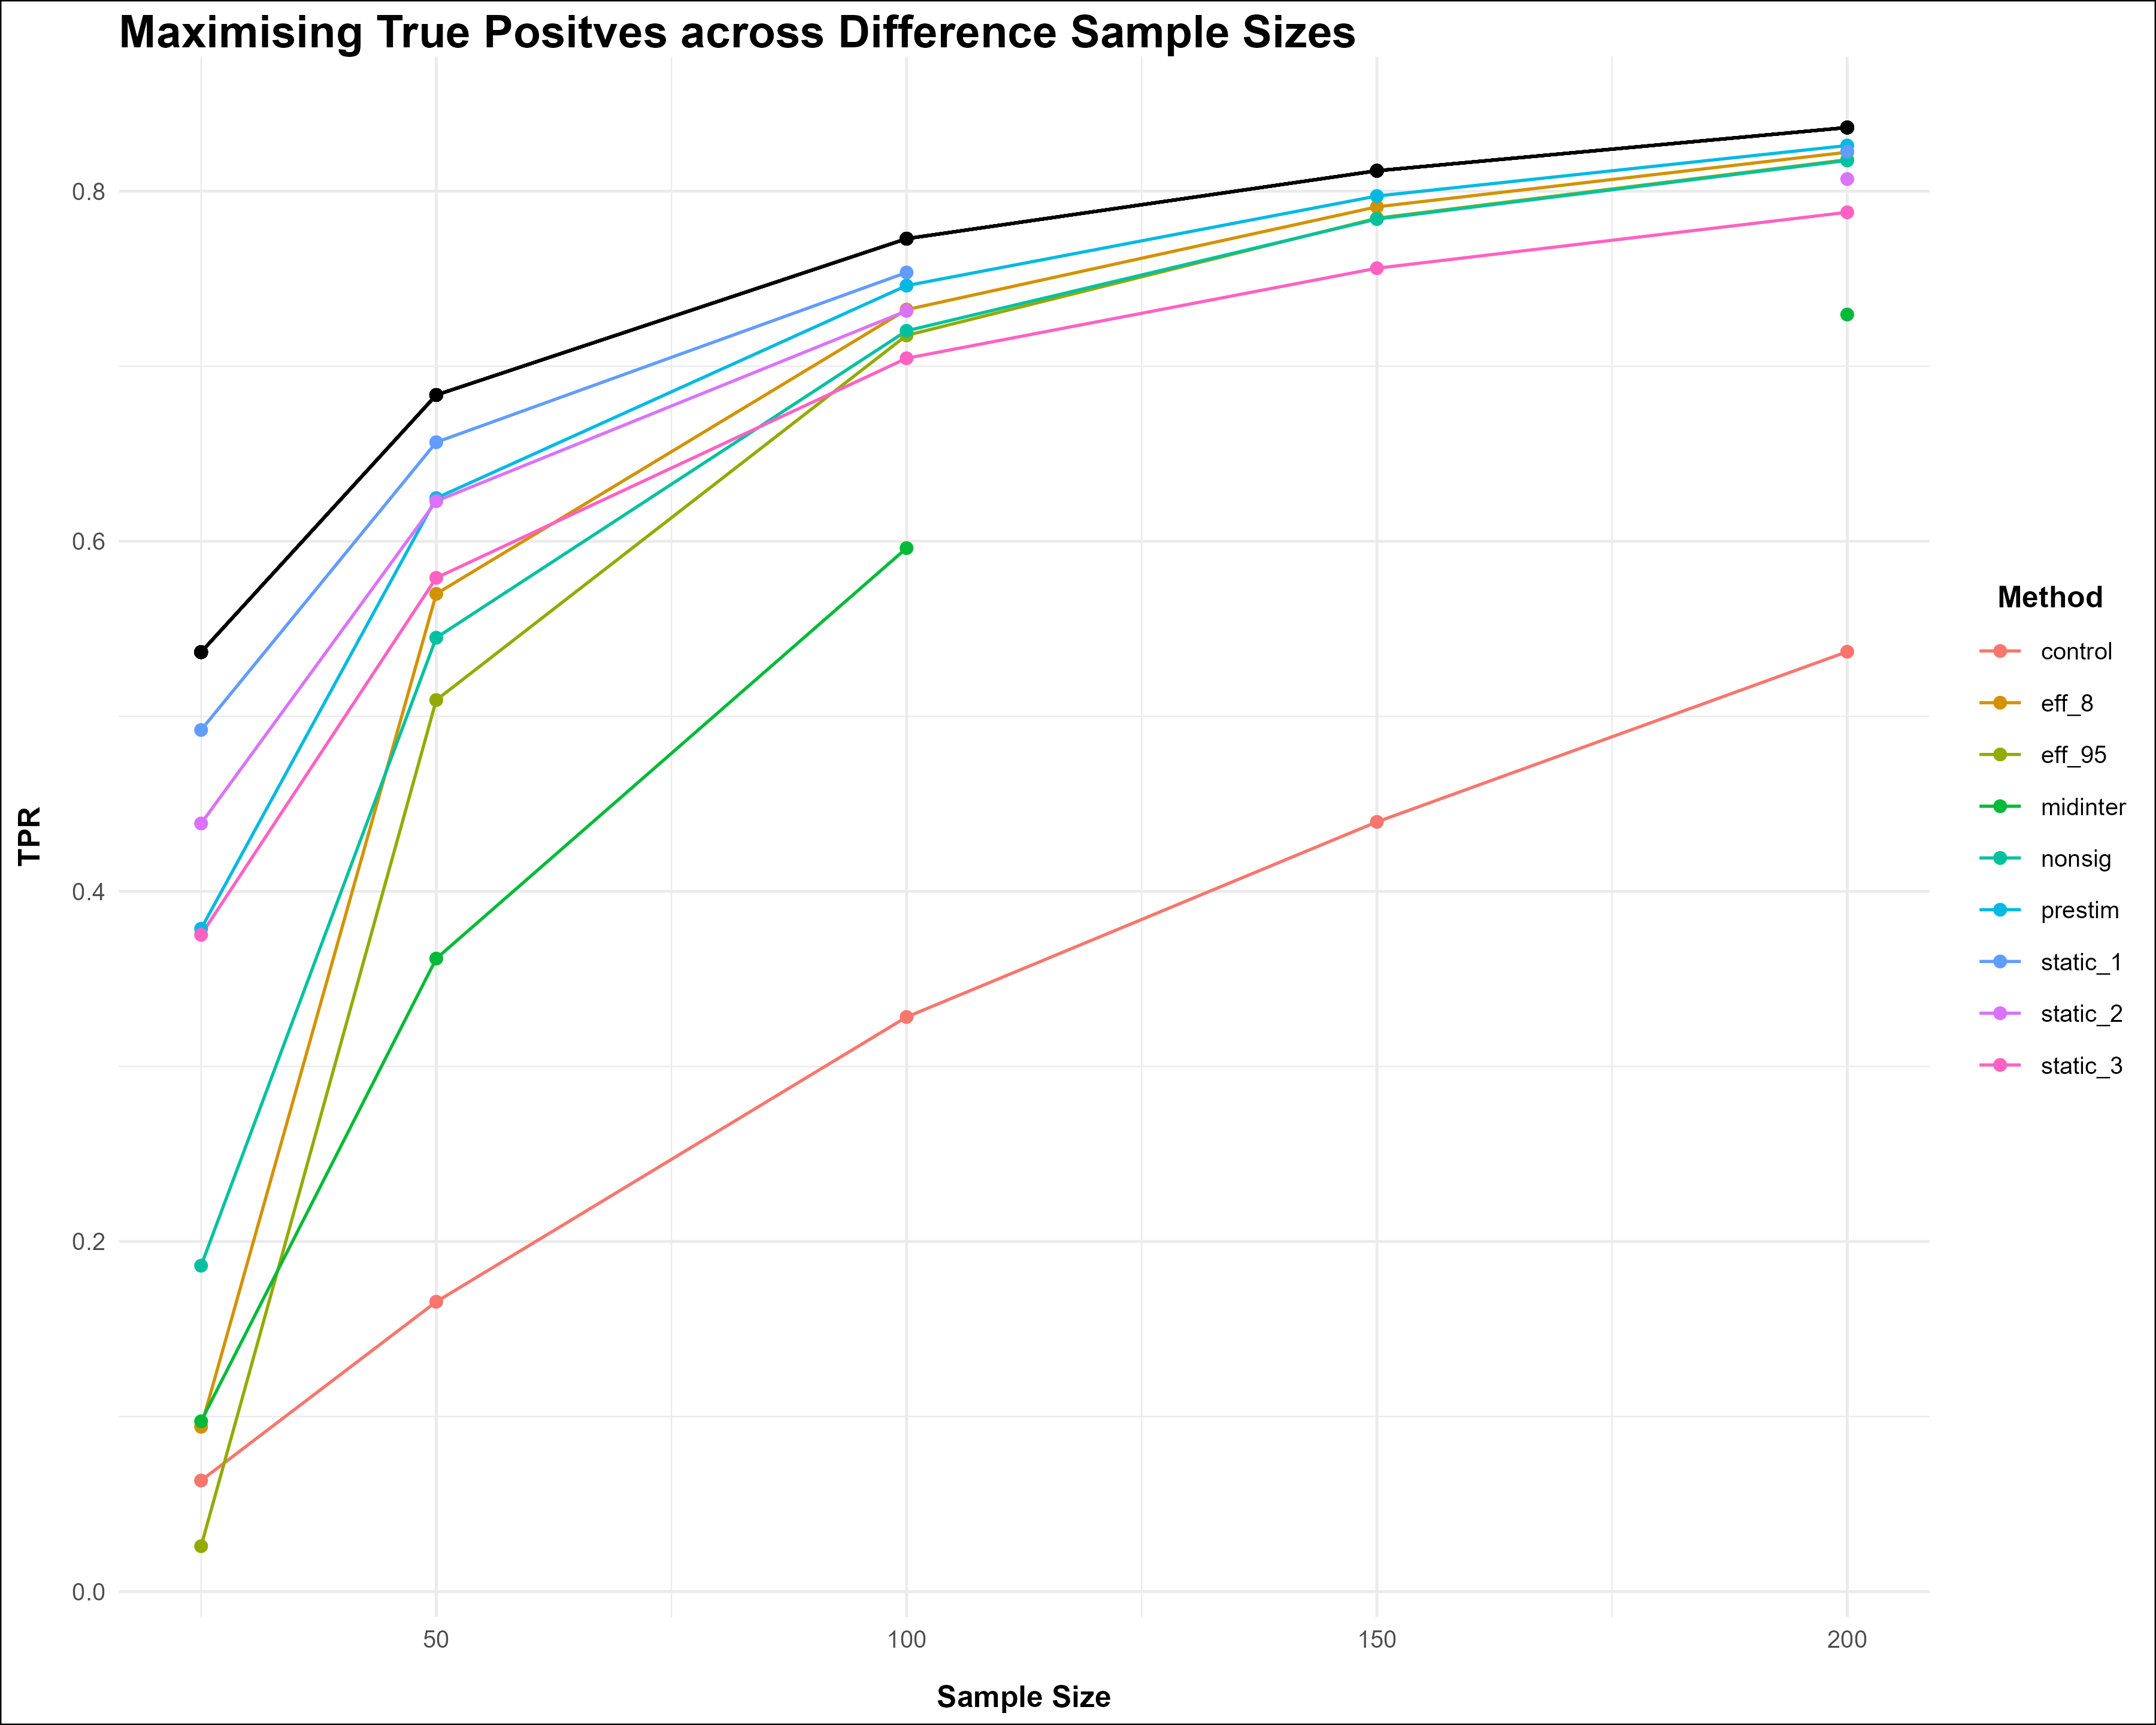 Maximising True Positves across Difference Sample Sizes
TPR
0.8
0.6
0.4
0.2
0.0
50
100
150
200
Sample Size
Method
control
eff_8
eff_95
midinter
nonsig
prestim
static_1
static_2
static_3